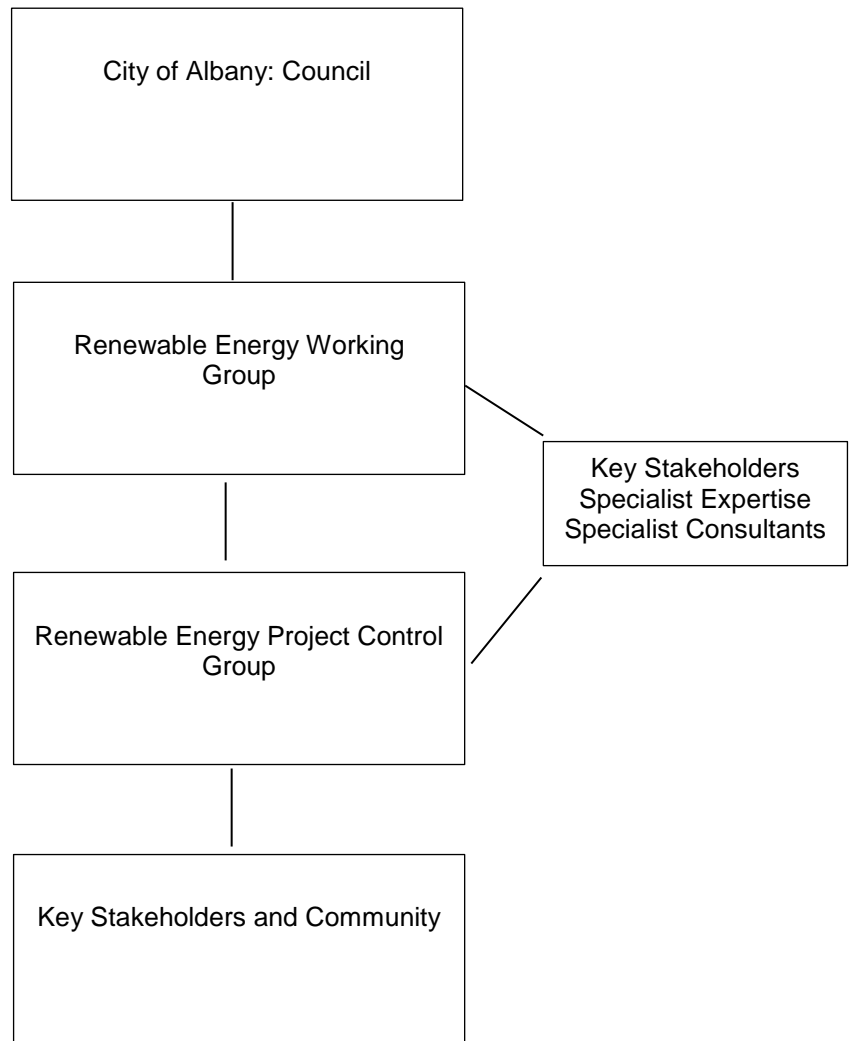 City of Albany: Council
Renewable Energy Working
Group
Key Stakeholders
Specialist Expertise
Specialist Consultants
Renewable Energy Project Control
Group
Key Stakeholders and Community